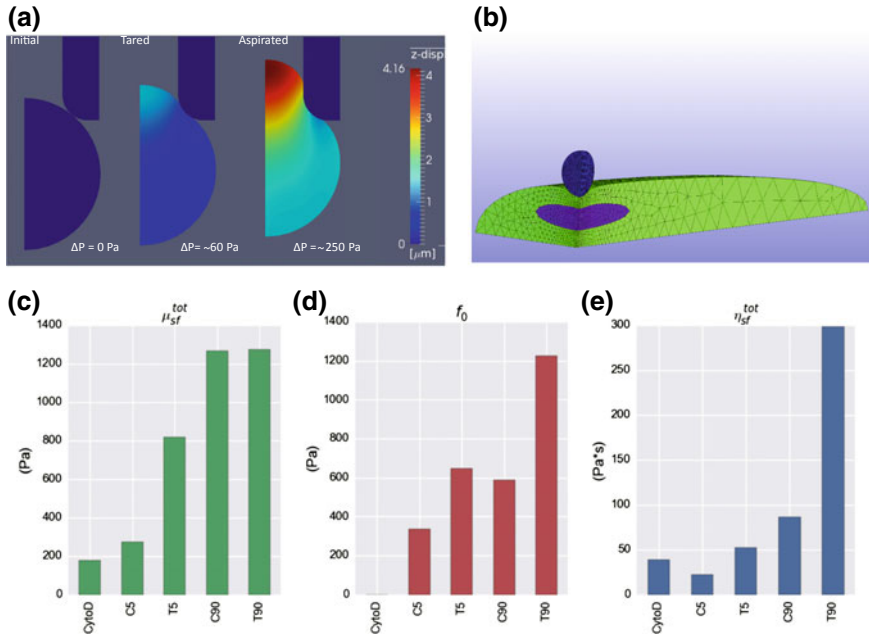 (a)
Initial
Tared
Aspirated
z-displ
4.16
4
3
2
1
0
[μm]
ΔP = 0 Pa
ΔP= ~60 Pa
ΔP =~250 Pa
(b)
(c)
μ_sf^tot
1400
1200
1000
800
600
400
200
0
(Pa)
CytoD
C5
T5
C90
T90
(d)
f_0
1400
1200
1000
800
600
400
200
0
(Pa)
CytoD
C5
T5
C90
T90
(e)
η_sf^tot
300
250
200
150
100
50
0
(Pa*s)
CytoD
C5
T5
C90
T90